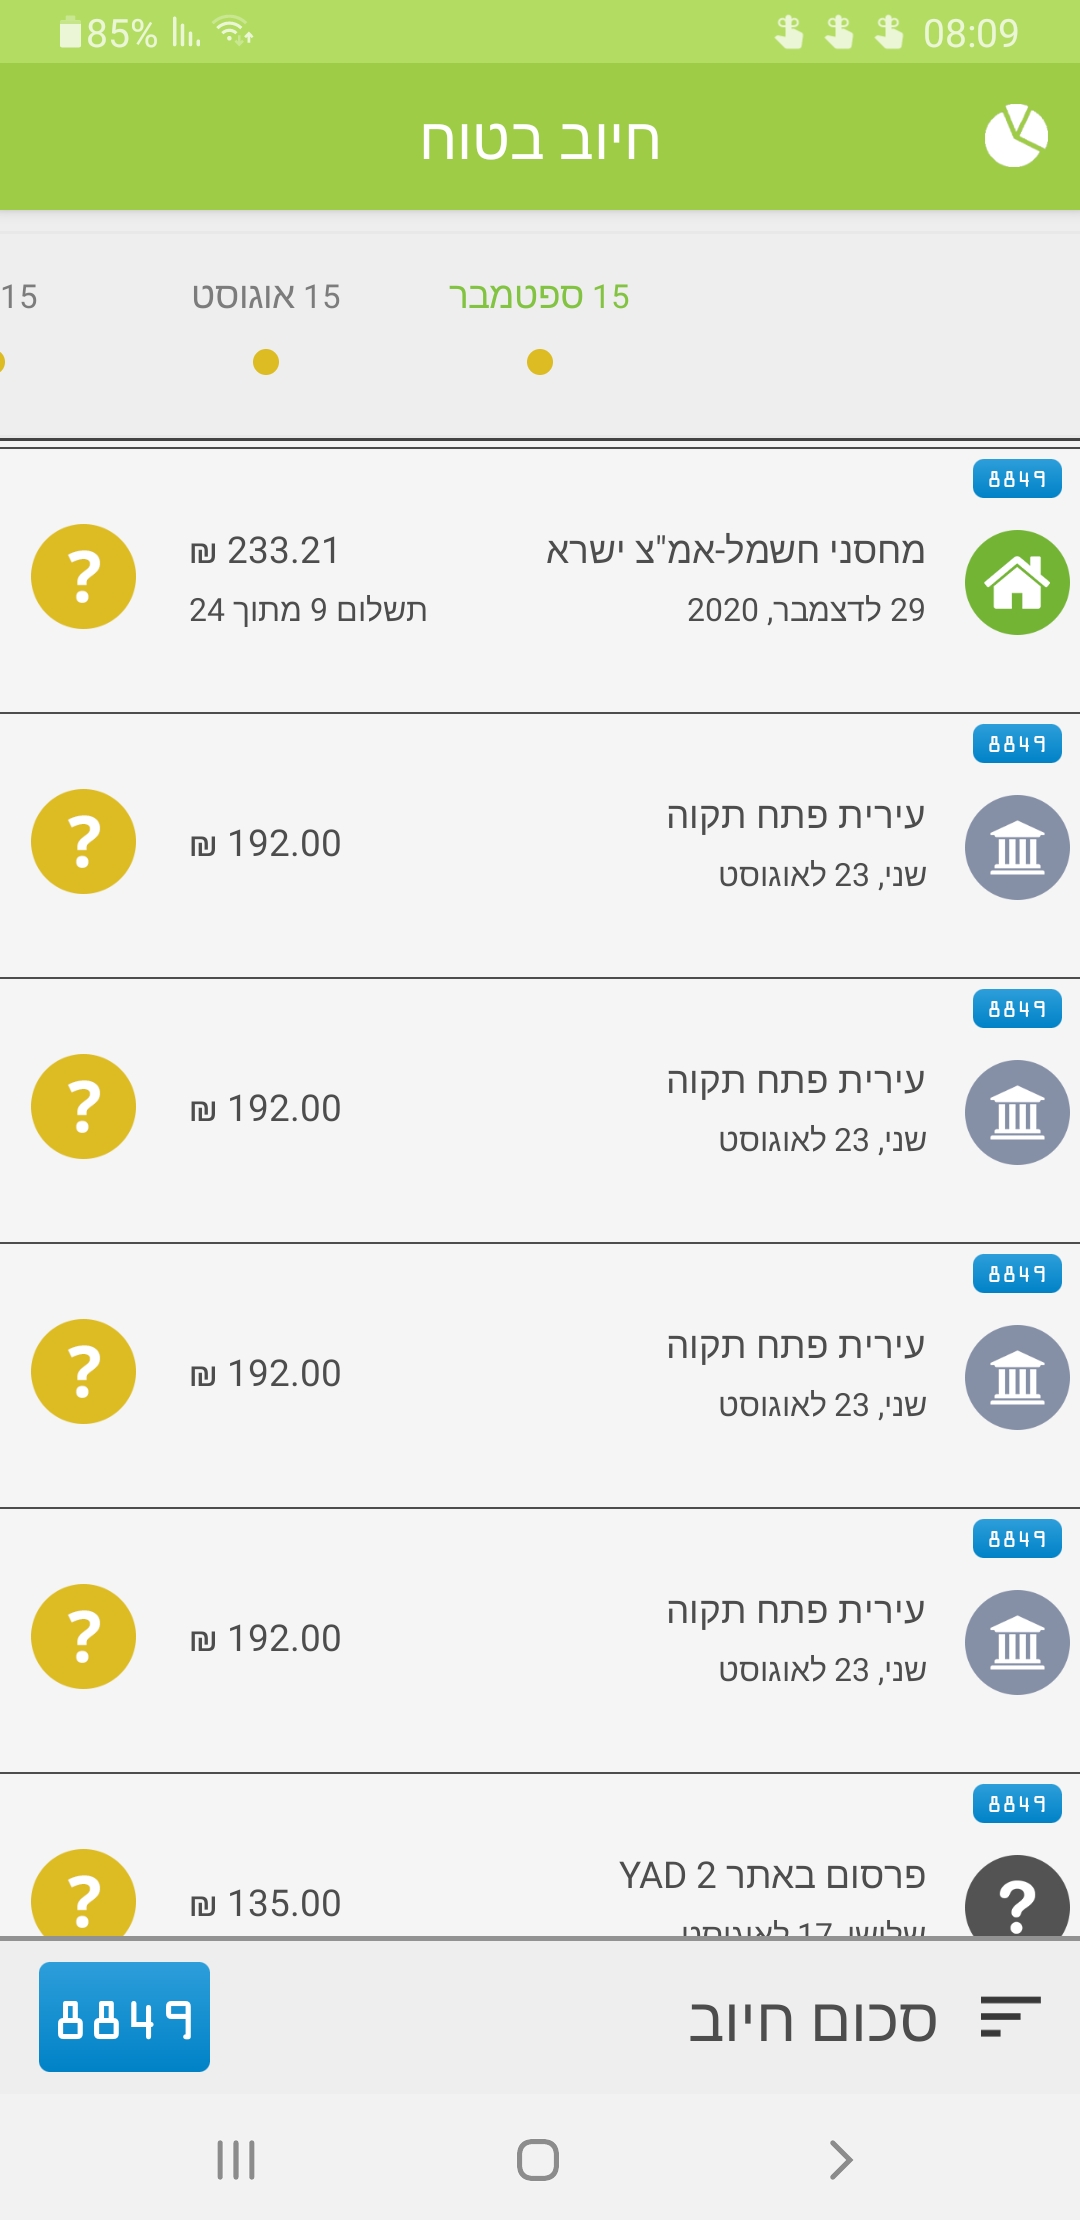 85%
08:09
חיוב בטוח
15 ספטמבר
15 אוגוסט
15
8849
מחסני חשמל-אמ"צ ישרא
233.21 ₪
29 לדצמבר, 2020
תשלום 9 מתוך 24
8849
עירית פתח תקוה
192.00 ₪
שני, 23 לאוגוסט
8849
עירית פתח תקוה
192.00 ₪
שני, 23 לאוגוסט
8849
עירית פתח תקוה
192.00 ₪
שני, 23 לאוגוסט
8849
עירית פתח תקוה
192.00 ₪
שני, 23 לאוגוסט
8849
פרסום באתר YAD 2
135.00 ₪
שלישי, 17 לאוגוסט
סכום חיוב
8849